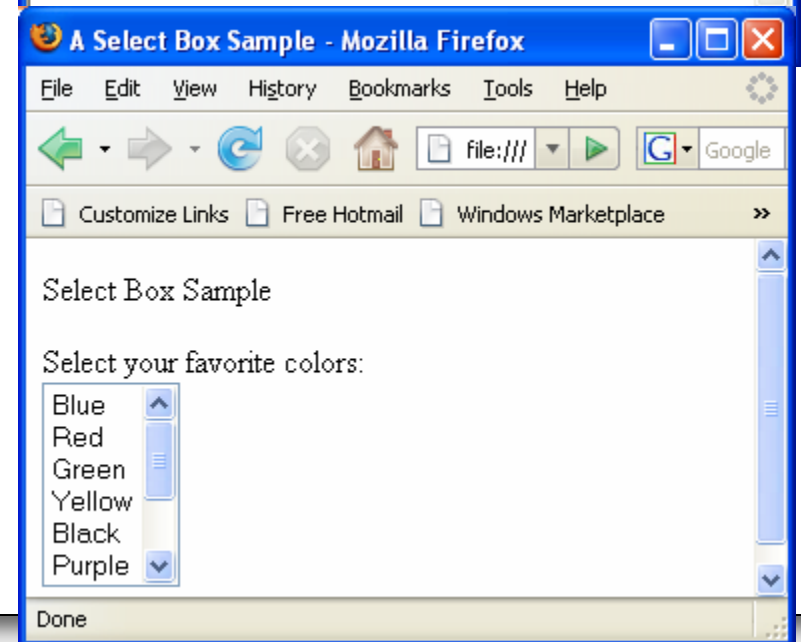 A Select Box Sample - Mozilla Firefox
File Edit View History Bookmarks Tools Help
file:/// G Google
Customize Links Free Hotmail Windows Marketplace »
Select Box Sample
Select your favorite colors:
Blue
Red
Green
Yellow
Black
Purple
Done